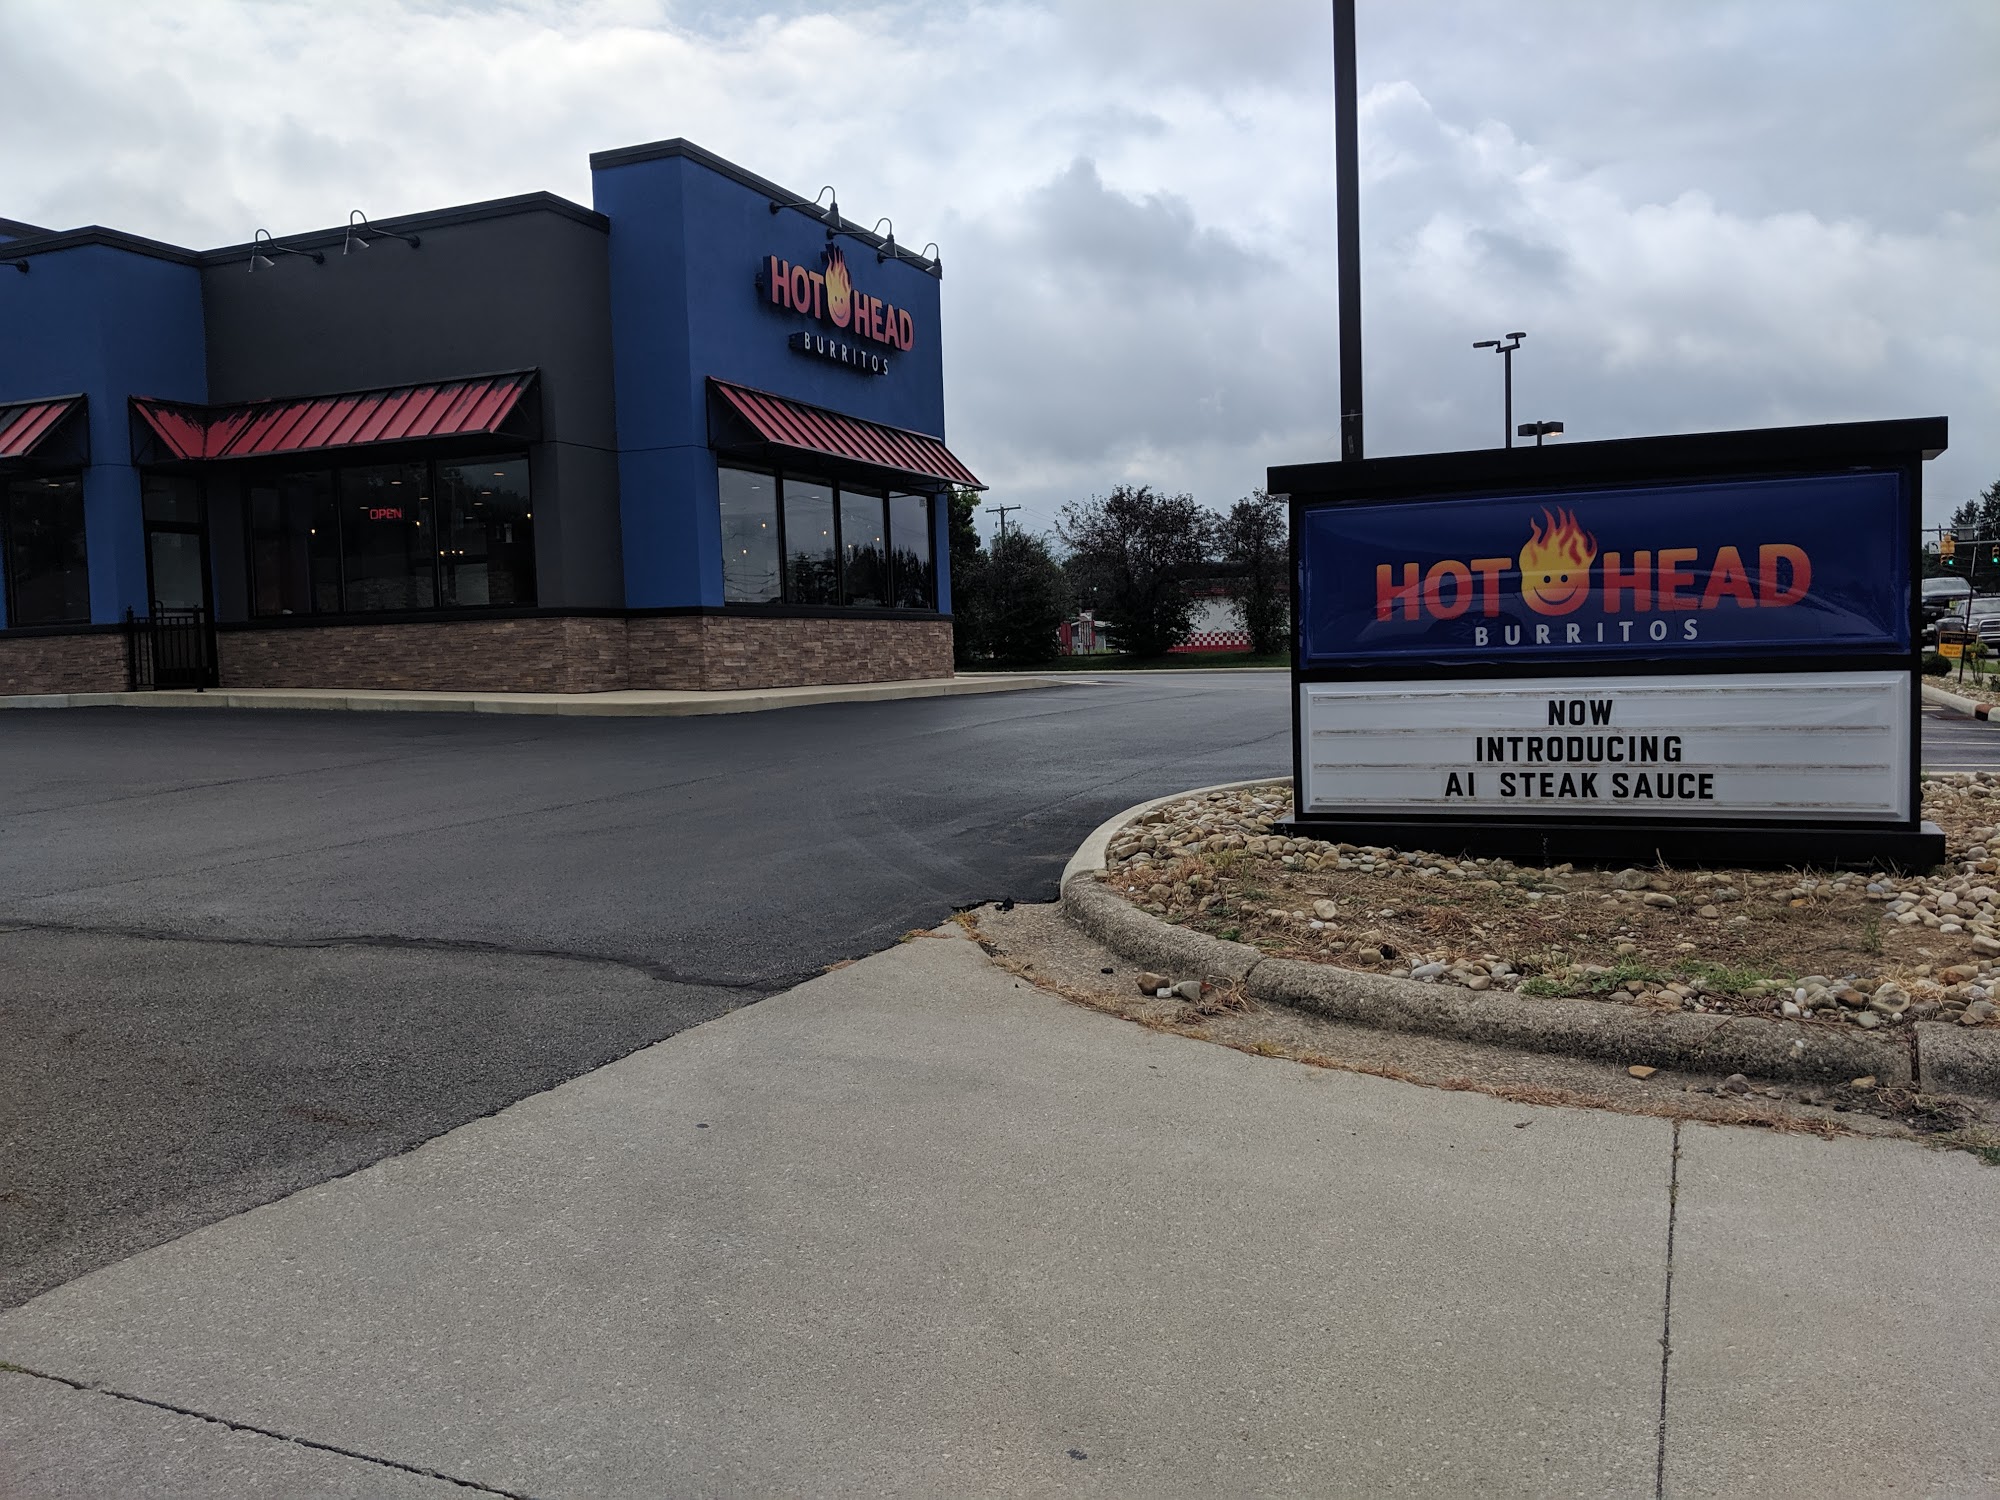 HOT HEAD
BURRITOS
OPEN
HOT HEAD
BURRITOS
NOW
INTRODUCING
AI STEAK SAUCE